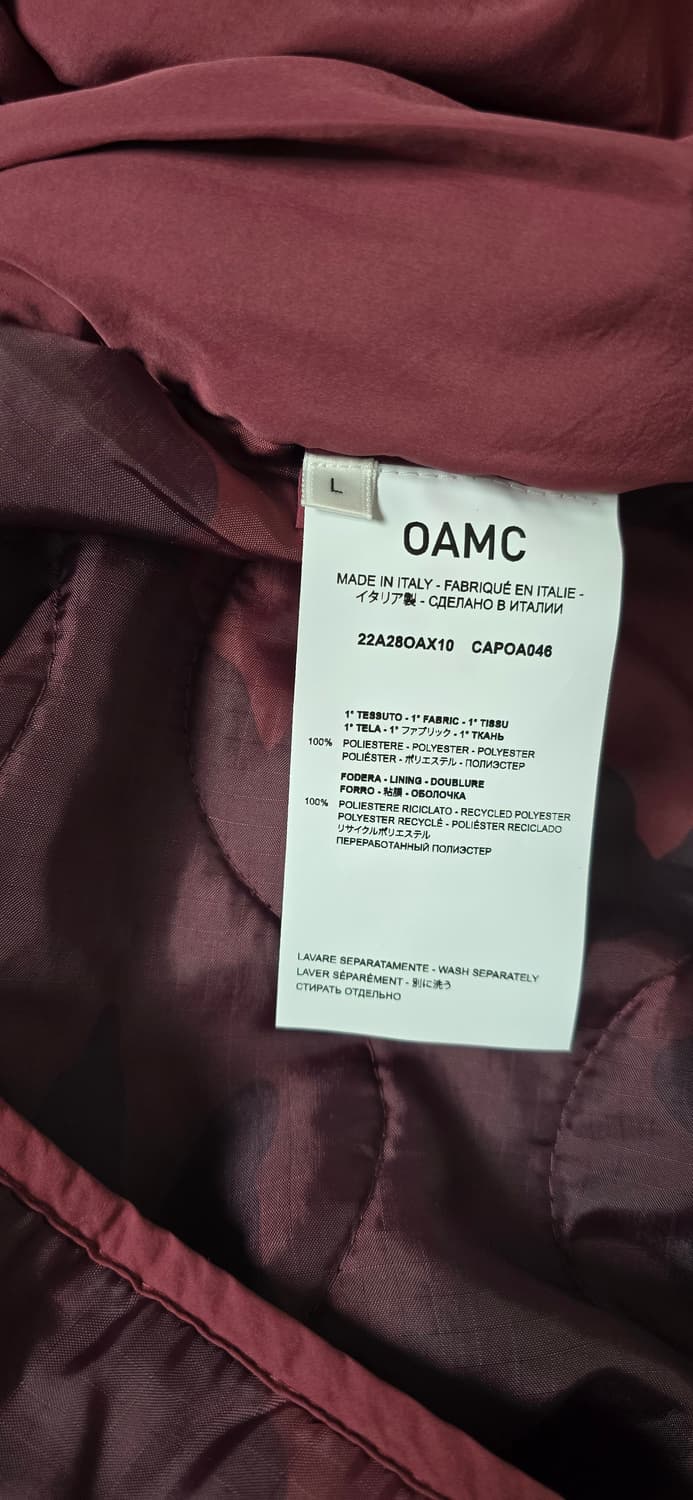 L
OAMC
MADE IN ITALY - FABRIQUÉ EN ITALIE -
イタリア製 - СДЕЛАНО В ИТАЛИИ
22A28OAX10 CAPOA046
1° TESSUTO - 1° FABRIC - 1° TISSU
1° TELA - 1° ファブリック - 1° ТКАНЬ
100% POLIESTERE - POLYESTER - POLYESTER
POLIÉSTER - ポリエステル - ПОЛИЭСТЕР
FODERA - LINING - DOUBLURE
FORRO - 粘膜 - ОБОЛОЧКА
100% POLIESTERE RICICLATO - RECYCLED POLYESTER
POLYESTER RECYCLÉ - POLIÉSTER RECICLADO
リサイクルポリエステル
ПЕРЕРАБОТАННЫЙ ПОЛИЭСТЕР
LAVARE SEPARATAMENTE - WASH SEPARATELY
LAVER SÉPARÉMENT - 別に洗う
СТИРАТЬ ОТДЕЛЬНО